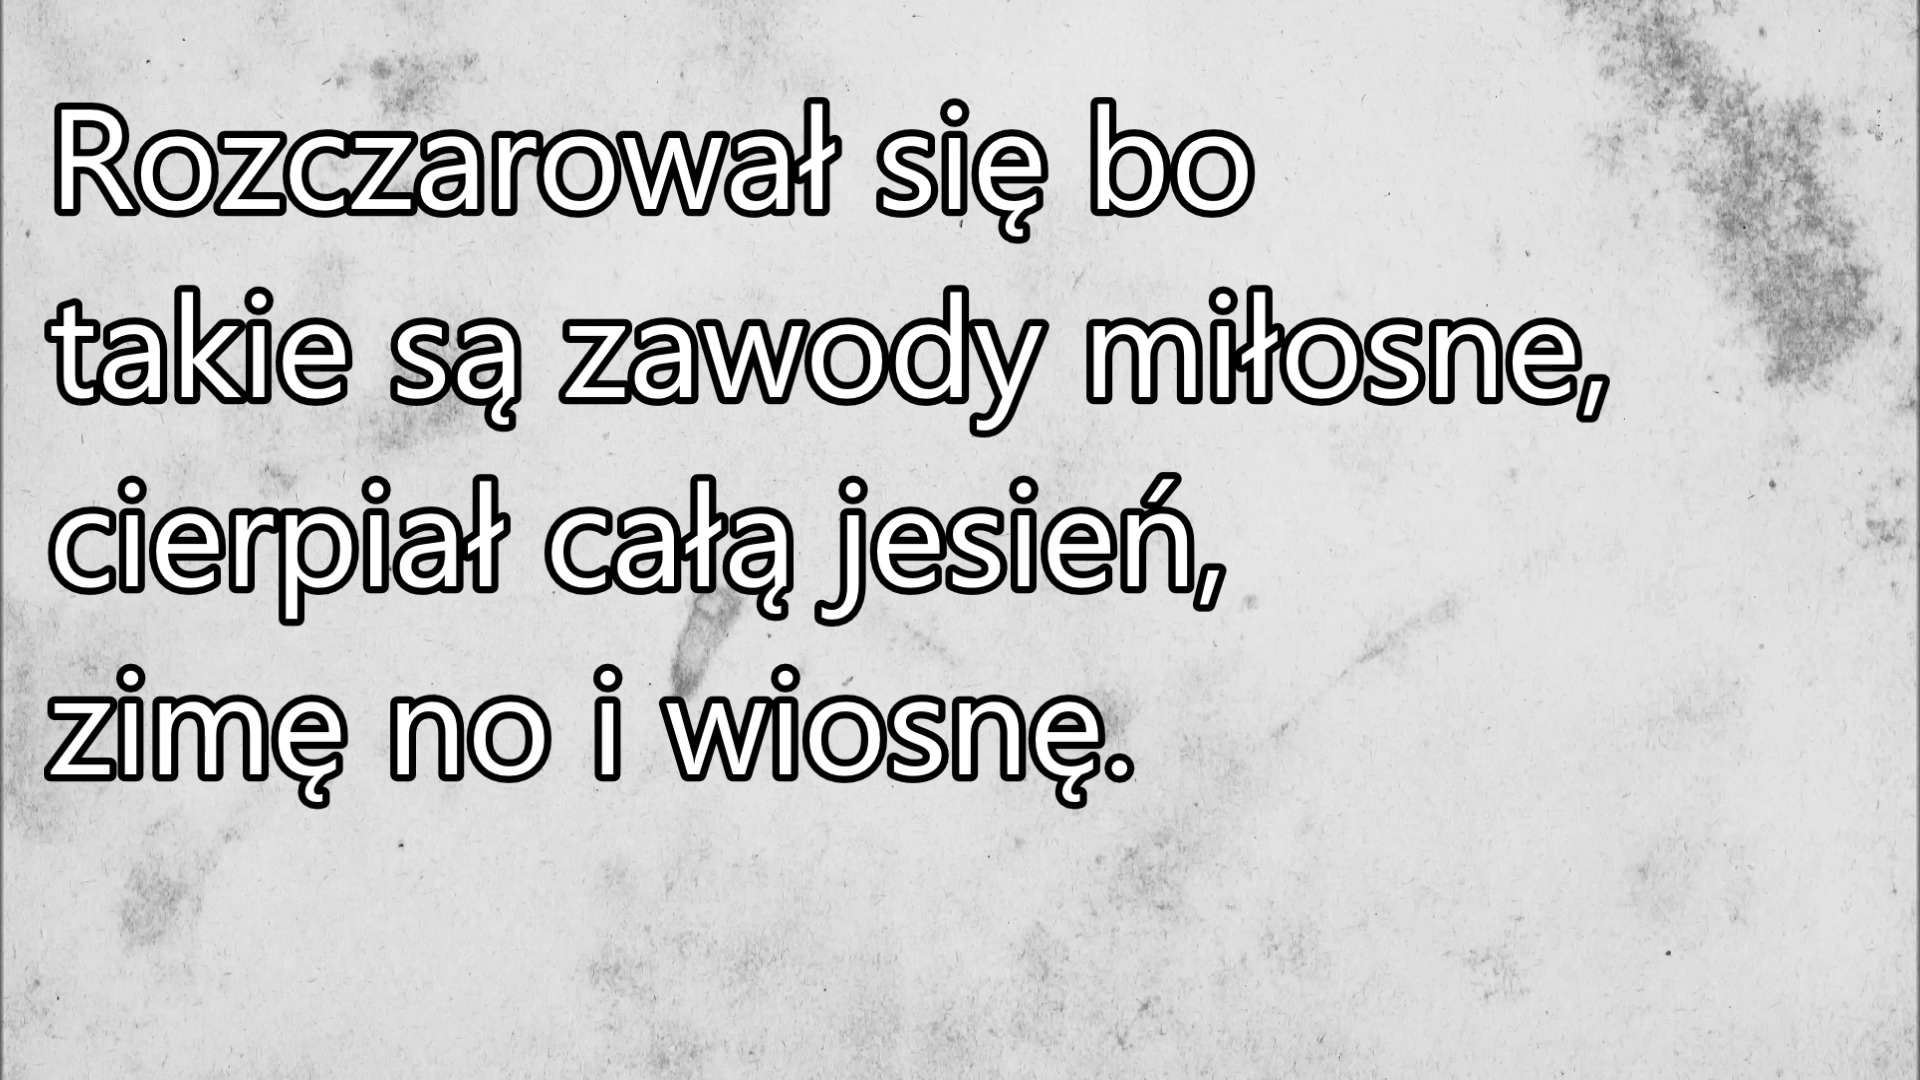 Rozczarował się bo
takie są zawody miłosne,
cierpiał całą jesień,
zimę no i wiosnę.